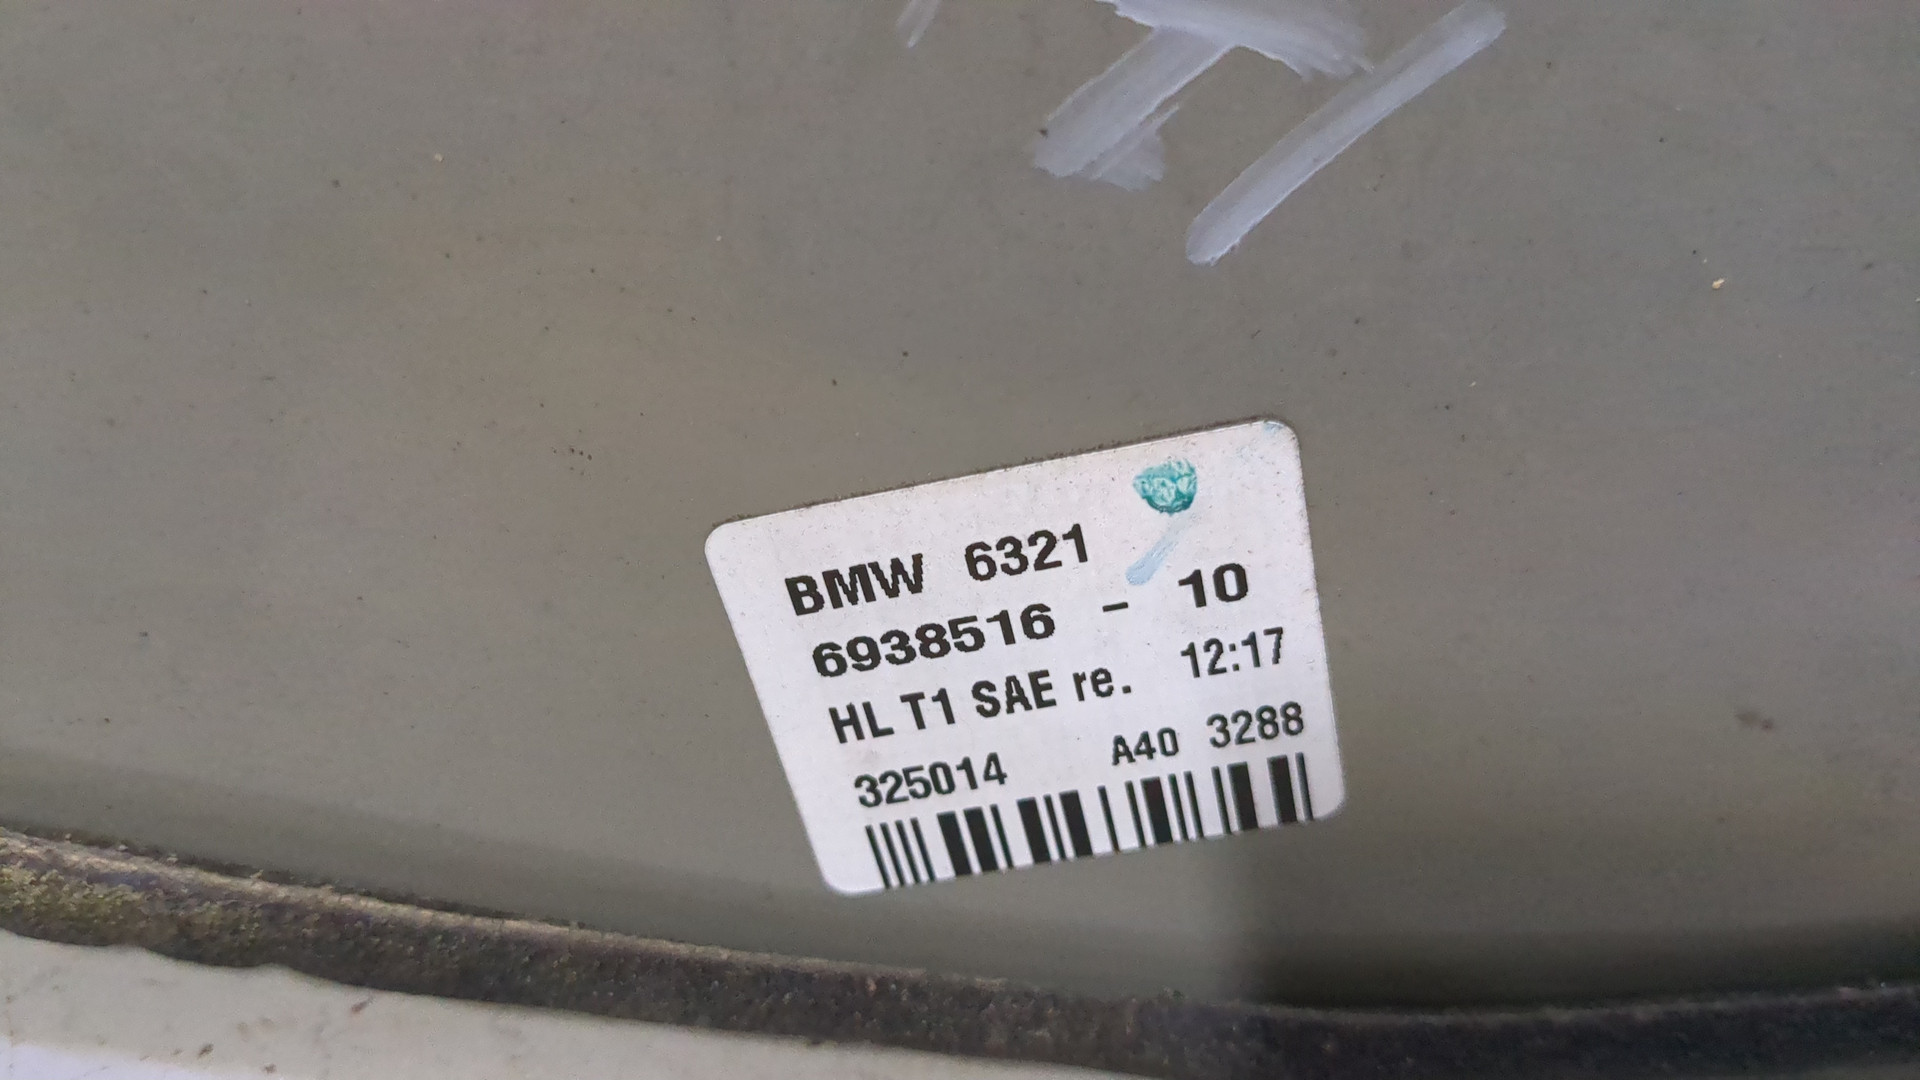 BMW 6321
6938516 - 10
HL T1 SAE re. 12:17
325014 A40 3288